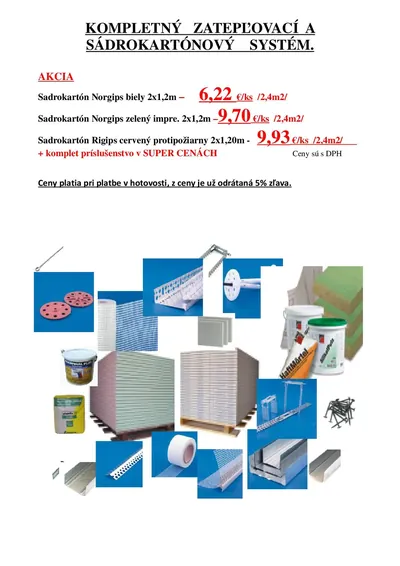 KOMPLETNÝ ZATEPĽOVACÍ A
SÁDROKARTÓNOVÝ SYSTÉM.
AKCIA
Sadrokartón Norgips biely 2x1,2m – 6,22 €/ks /2,4m2/
Sadrokartón Norgips zelený impre. 2x1,2m –9,70 €/ks /2,4m2/
Sadrokartón Rigips cervený protipožiarny 2x1,20m - 9,93 €/ks /2,4m2/
+ komplet príslušenstvo v SUPER CENÁCH Ceny sú s DPH
Ceny platia pri platbe v hotovosti, z ceny je už odrátaná 5% zľava.
HaftMörtel